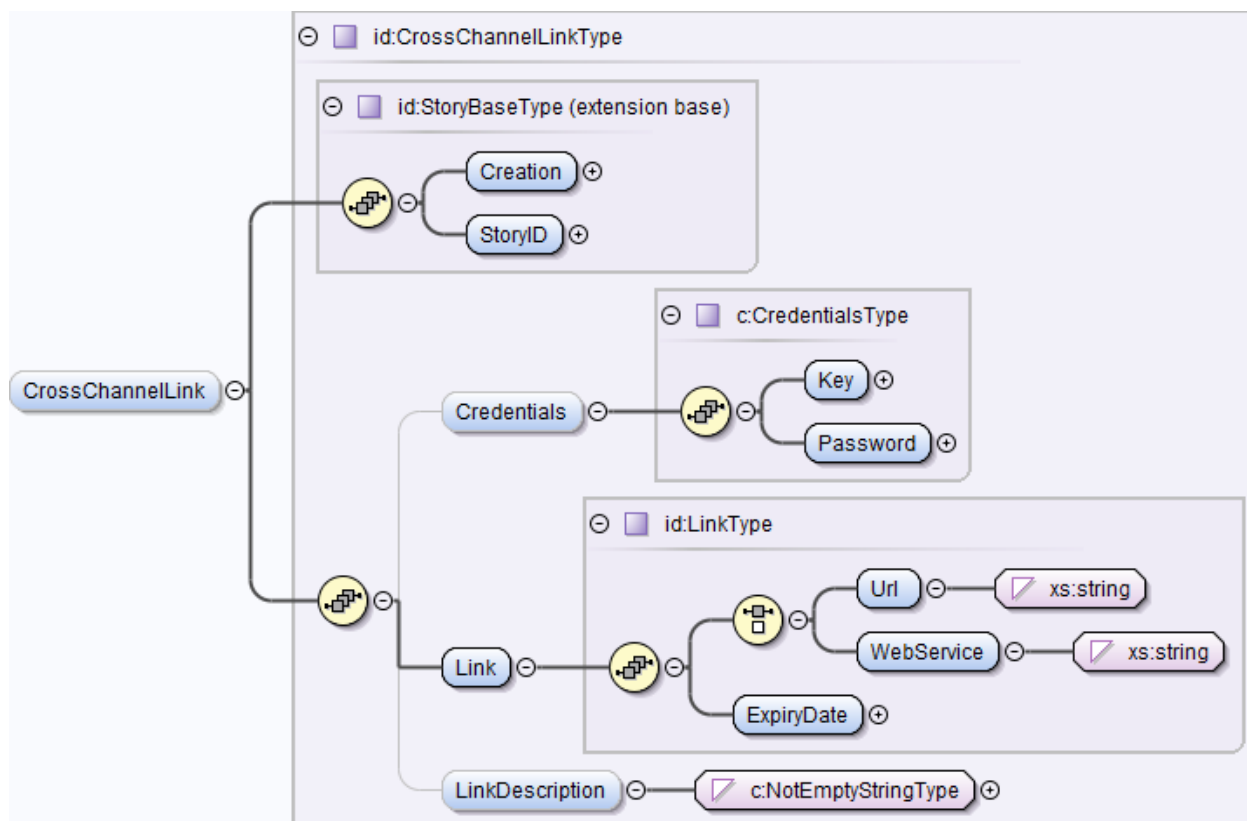 id:CrossChannelLinkType
id:StoryBaseType (extension base)
Creation
StoryID
c:CredentialsType
CrossChannelLink
Key
Credentials
Password
id:LinkType
Url
xs:string
WebService
xs:string
Link
ExpiryDate
LinkDescription
c:NotEmptyStringType